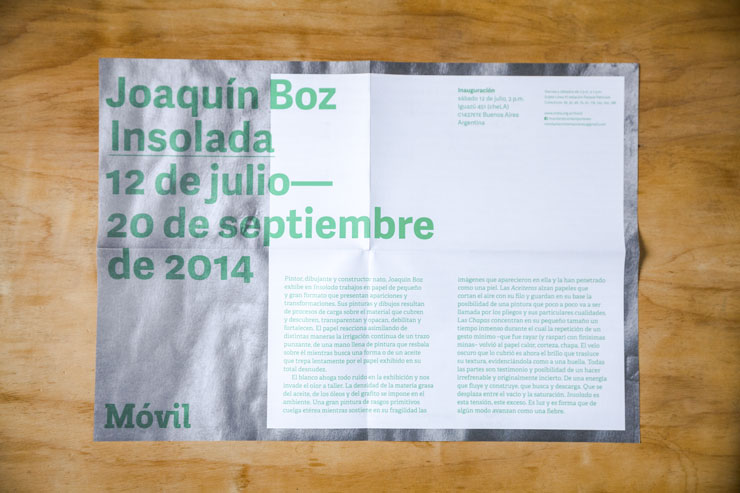 Joaquín Boz
Insolada
12 de julio—
20 de septiembre
de 2014
Móvil
Inauguración
sábado 12 de julio, 2 p.m.
Iguazú 451 (cheLA)
Buenos Aires
Argentina
Pintor, dibujante y constructor nato, Joaquín Boz
exhibe en Insolada trabajos en papel de pequeño
y gran formato que presentan apariciones y
transformaciones. Sus pinturas y dibujos resultan
de procesos de carga sobre el material que cubren
y descubren, transparentan y opacan, debilitan y
fortalecen. El papel reacciona asimilando de
distintas maneras la irrigación continua de un trazo
punzante, de una mano llena de pintura que resbala
sobre él mientras busca una forma o de un aceite
que trepa lentamente por el papel exhibido en su
total desnudez.
El blanco ahoga todo ruido en la exhibición y nos
invade el olor a taller. La densidad de la materia grasa
del aceite, de los óleos y del grafito se impone en el
ambiente. Una gran pintura de rasgos primitivos
cuelga etérea mientras sostiene en su fragilidad las
imágenes que aparecieron en ella y la han penetrado
como una piel. Las Aceiteras alzan papeles que
cortan el aire con su filo y guardan en su base la
posibilidad de una pintura que poco a poco va a ser
llamada por los pliegos y sus particulares cualidades.
Las Chapas concentran en su pequeño tamaño un
tiempo inmenso durante el cual la repetición de un
gesto mínimo –que fue rayar (y raspar) con finísimas
minas– volvió al papel calor, corteza, chapa. El velo
oscuro que lo cubrió es ahora el brillo que trasluce
su textura, evidenciándola como a una huella. Todas
las partes son testimonio y posibilidad de un hacer
irrefrenable y originalmente incierto. De una energía
que fluye y construye, que busca y descarga. Que se
desplaza entre el vacío y la saturación. Insolada es
esta tensión, este exceso. Es luz y es forma que de
algún modo avanzan como una liebre.